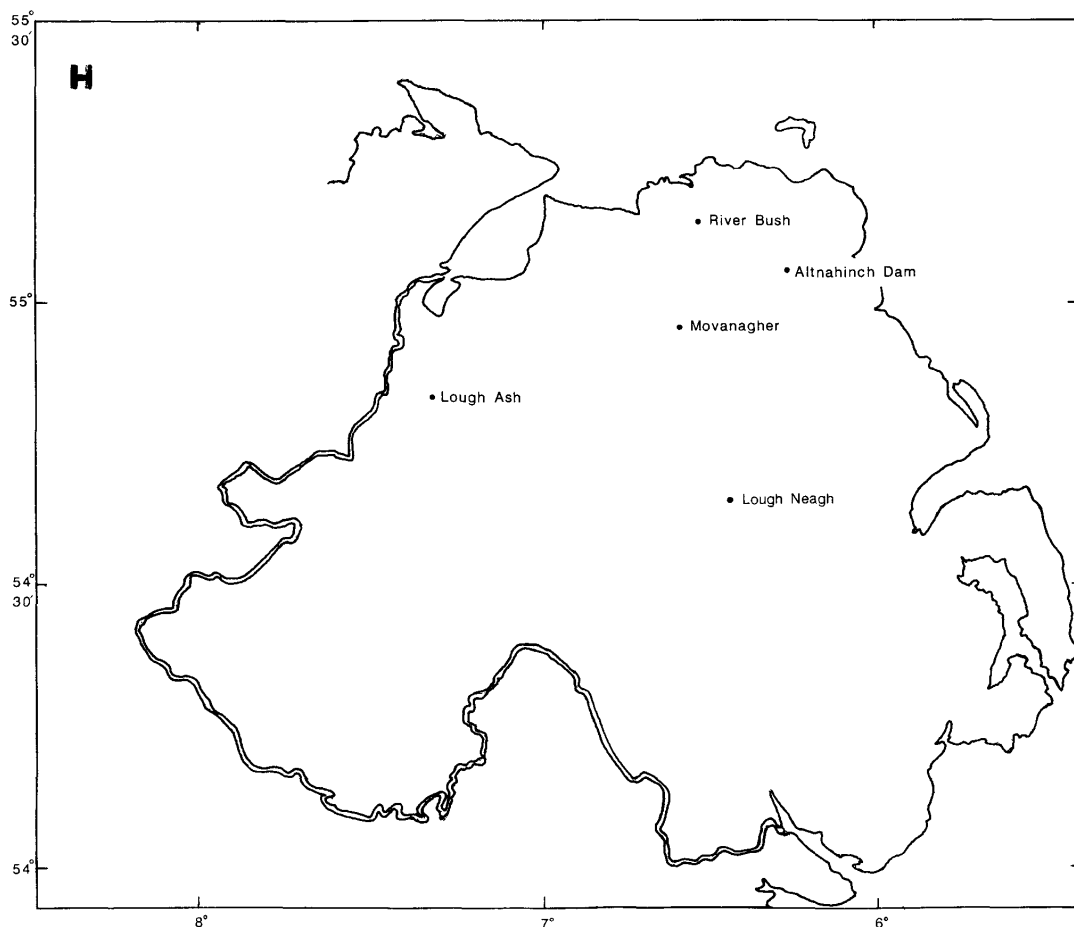 55°
30′
H
River Bush
Altnahinch Dam
55°
Movanagher
Lough Ash
Lough Neagh
54°
30′
54°
8°
7°
6°